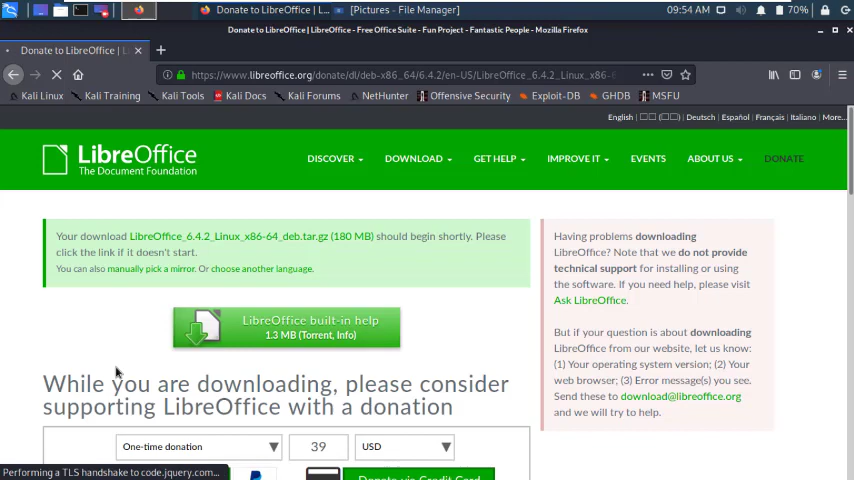 Donate to LibreOffice | L...
[Pictures - File Manager]
09:54 AM
70%
Donate to LibreOffice | LibreOffice - Free Office Suite - Fun Project - Fantastic People - Mozilla Firefox
Donate to LibreOffice | L
https://www.libreoffice.org/donate/dl/deb-x86_64/6.4.2/en-US/LibreOffice_6.4.2_Linux_x86-6
Kali Linux
Kali Training
Kali Tools
Kali Docs
Kali Forums
NetHunter
Offensive Security
Exploit-DB
GHDB
MSFU
English | (  ) | Deutsch | Español | Français | Italiano | More...
LibreOffice
The Document Foundation
DISCOVER
DOWNLOAD
GET HELP
IMPROVE IT
EVENTS
ABOUT US
DONATE
Your download LibreOffice_6.4.2_Linux_x86-64_deb.tar.gz (180 MB) should begin shortly. Please
click the link if it doesn't start.
You can also manually pick a mirror. Or choose another language.
LibreOffice built-in help
1.3 MB (Torrent, Info)
While you are downloading, please consider
supporting LibreOffice with a donation
One-time donation
39
USD
Donate via Credit Card
Having problems downloading
LibreOffice? Note that we do not provide
technical support for installing or using
the software. If you need help, please visit
Ask LibreOffice.
But if your question is about downloading
LibreOffice from our website, let us know:
(1) Your operating system version; (2) Your
web browser; (3) Error message(s) you see.
Send these to download@libreoffice.org
and we will try to help.
Performing a TLS handshake to code.jquery.com...